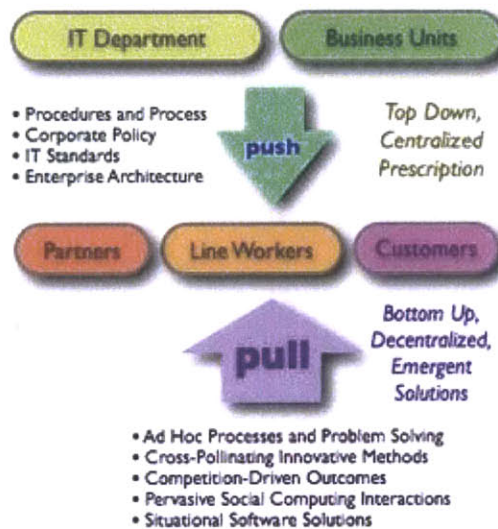 IT Department
Business Units
• Procedures and Process
• Corporate Policy
• IT Standards
• Enterprise Architecture
push
Top Down,
Centralized
Prescription
Partners
Line Workers
Customers
pull
Bottom Up,
Decentralized,
Emergent
Solutions
• Ad Hoc Processes and Problem Solving
• Cross-Pollinating Innovative Methods
• Competition-Driven Outcomes
• Pervasive Social Computing Interactions
• Situational Software Solutions